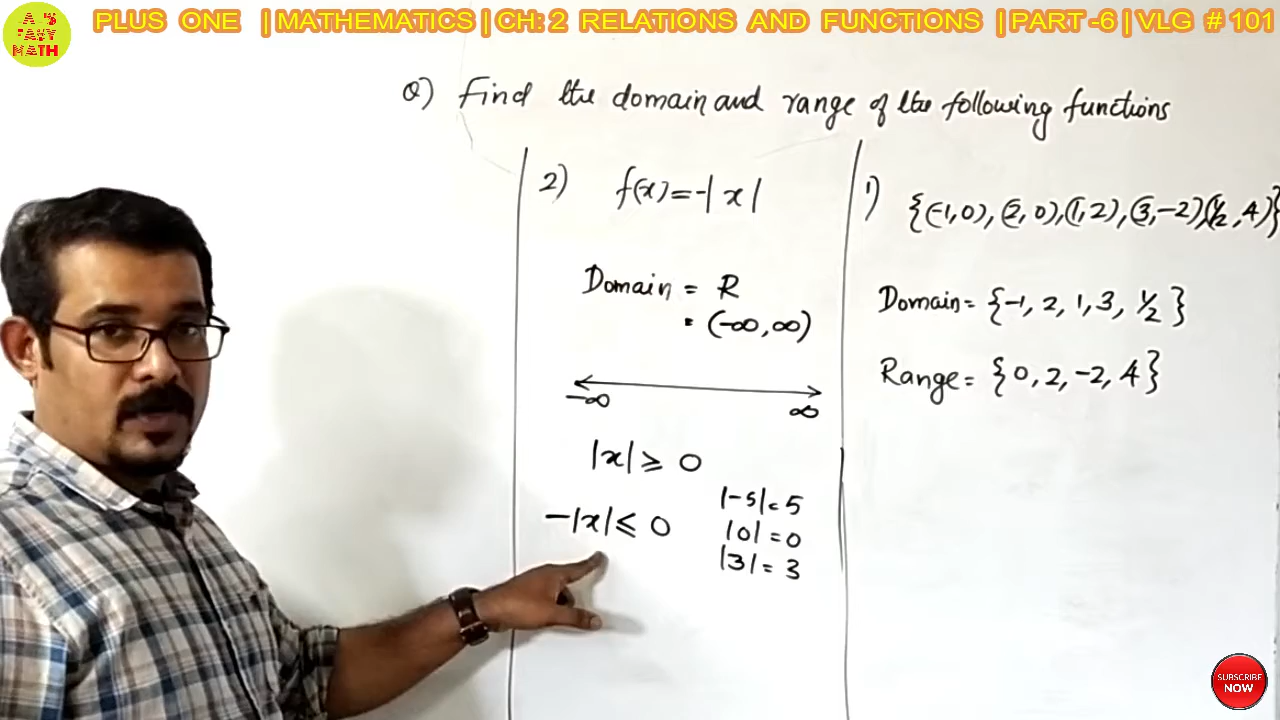 A 3
JAKY
MATH
PLUS ONE | MATHEMATICS | CH: 2 RELATIONS AND FUNCTIONS | PART -6 | VLG # 101
Q) Find the domain and range of the following functions
2) f(x) = -|x|
Domain = R
= (-∞, ∞)
-∞ ∞
|x| ≥ 0
-|x| ≤ 0
|-5| = 5
|0| = 0
|3| = 3
1) {(-1, 0), (2, 0), (1, 2), (3, -2), (1/2, 4)}
Domain = {-1, 2, 1, 3, 1/2}
Range = {0, 2, -2, 4}
SUBSCRIBE
NOW